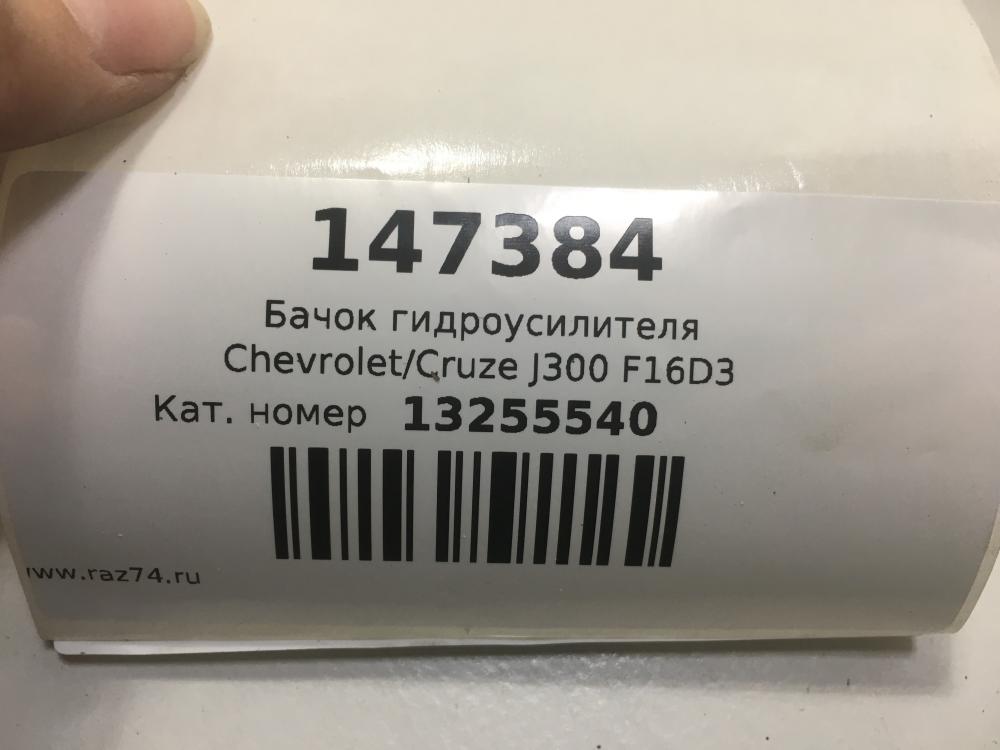 147384
Бачок гидроусилителя
Chevrolet/Cruze J300 F16D3
Кат. номер 13255540
www.raz74.ru